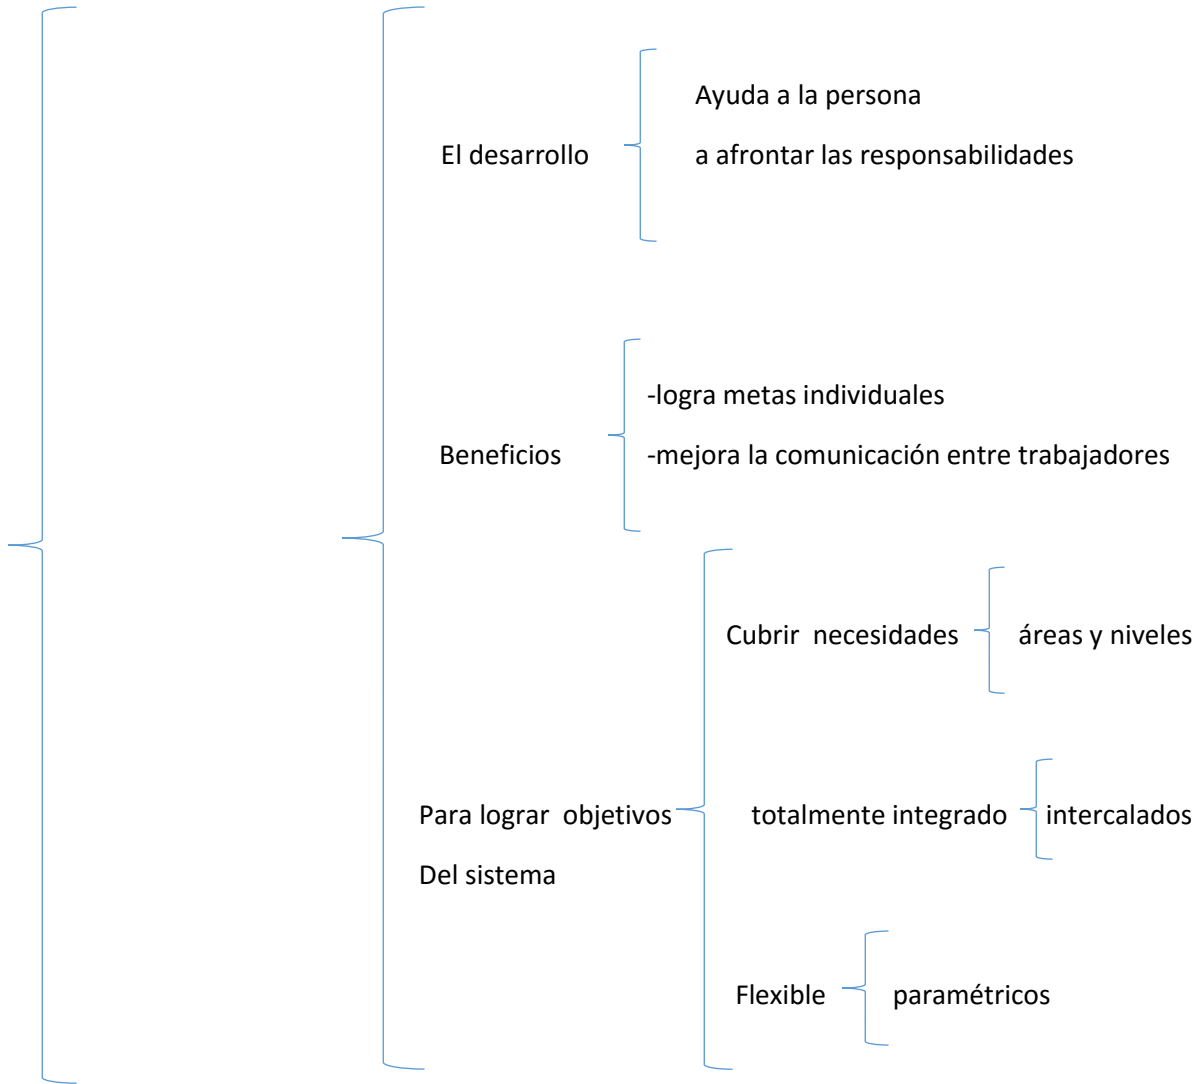 Ayuda a la persona
El desarrollo a afrontar las responsabilidades
-logra metas individuales
Beneficios -mejora la comunicación entre trabajadores
Cubrir  necesidades áreas y niveles
Para lograr  objetivos totalmente integrado intercalados
Del sistema
Flexible paramétricos